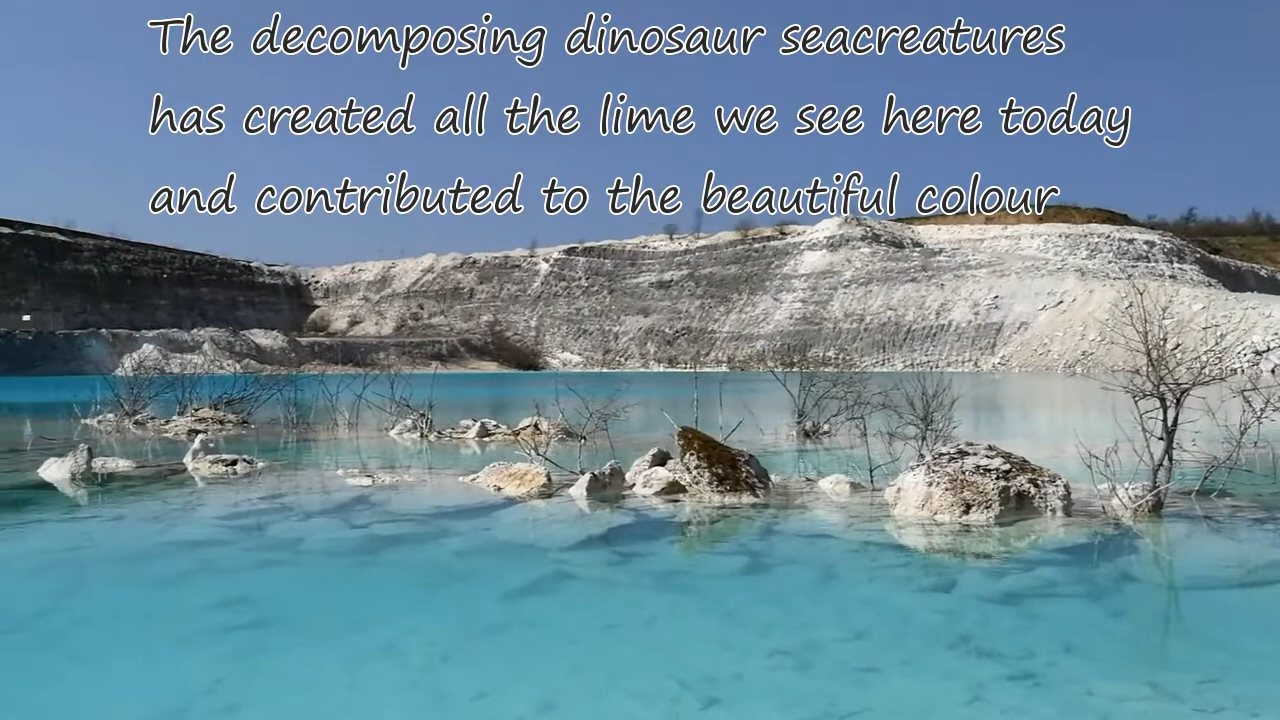 The decomposing dinosaur seacreatures
has created all the lime we see here today
and contributed to the beautiful colour